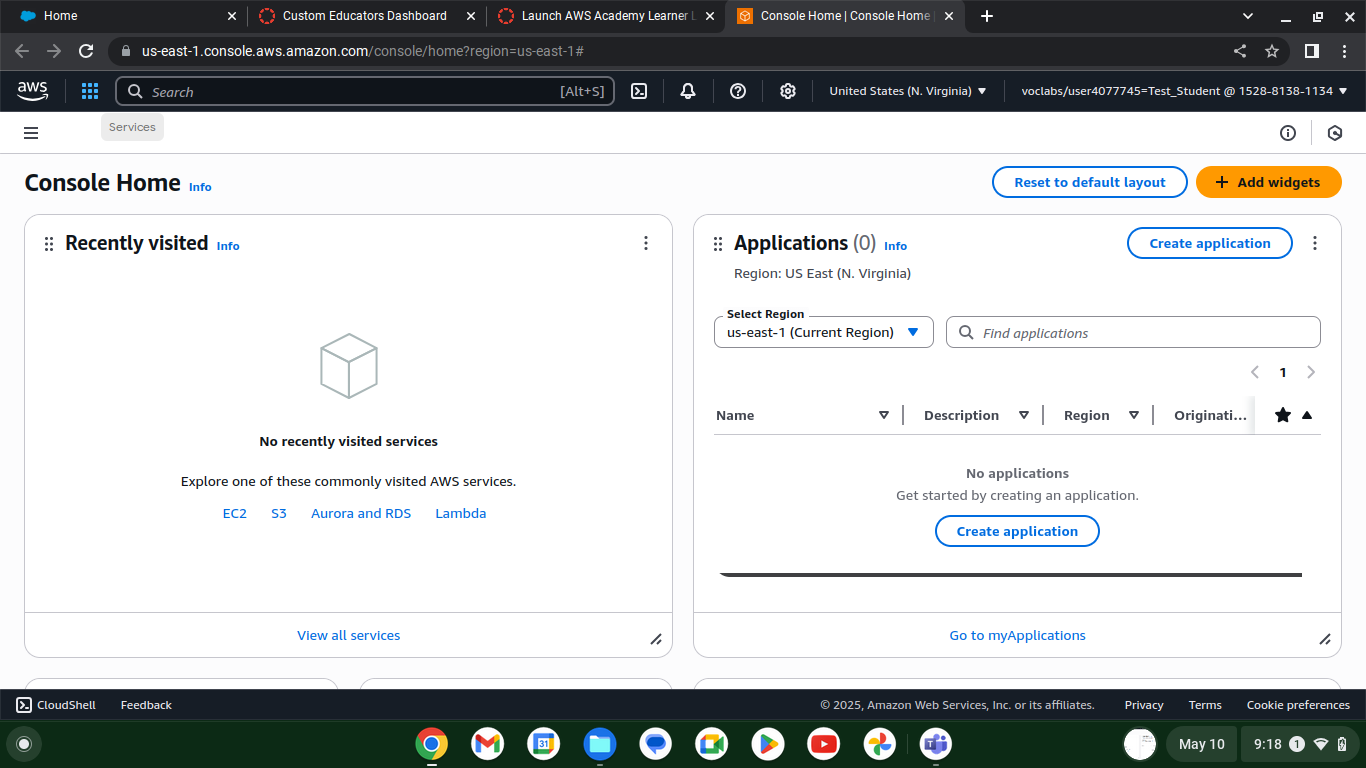 Home
Custom Educators Dashboard
Launch AWS Academy Learner L
Console Home | Console Home
us-east-1.console.aws.amazon.com/console/home?region=us-east-1#
aws
Search [Alt+S]
United States (N. Virginia)
voclabs/user4077745=Test_Student @ 1528-8138-1134
Services
Console Home Info
Reset to default layout
+ Add widgets
Recently visited Info
No recently visited services
Explore one of these commonly visited AWS services.
EC2 S3 Aurora and RDS Lambda
View all services
Applications (0) Info
Create application
Region: US East (N. Virginia)
Select Region
us-east-1 (Current Region)
Find applications
1
Name Description Region Originati...
No applications
Get started by creating an application.
Create application
Go to myApplications
CloudShell Feedback
© 2025, Amazon Web Services, Inc. or its affiliates. Privacy Terms Cookie preferences
31
May 10
9:18 1